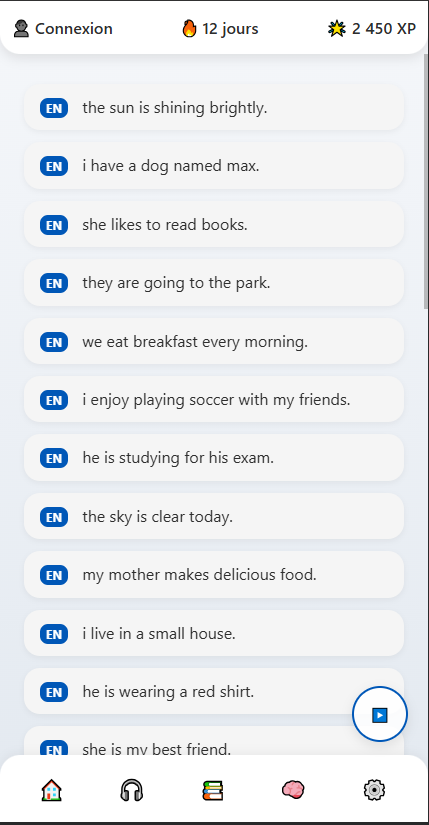 Connexion 12 jours 2 450 XP
EN the sun is shining brightly.
EN i have a dog named max.
EN she likes to read books.
EN they are going to the park.
EN we eat breakfast every morning.
EN i enjoy playing soccer with my friends.
EN he is studying for his exam.
EN the sky is clear today.
EN my mother makes delicious food.
EN i live in a small house.
EN he is wearing a red shirt.
EN she is my best friend.